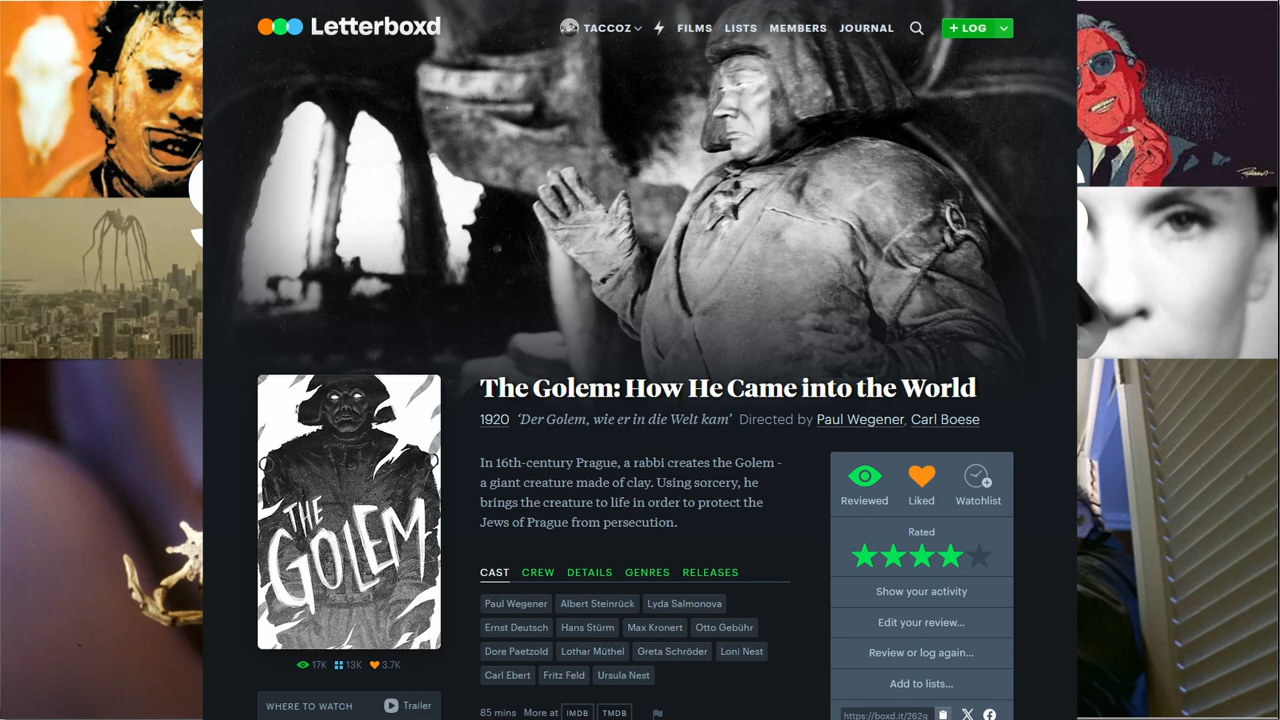 Letterboxd
TACCOZ
FILMS
LISTS
MEMBERS
JOURNAL
+ LOG
The Golem: How He Came into the World
1920 ‘Der Golem, wie er in die Welt kam’ Directed by Paul Wegener, Carl Boese
THE
GOLEM
In 16th-century Prague, a rabbi creates the Golem -
a giant creature made of clay. Using sorcery, he
brings the creature to life in order to protect the
Jews of Prague from persecution.
Reviewed
Liked
Watchlist
Rated
Show your activity
Edit your review...
Review or log again...
Add to lists...
https://boxd.it/262g
CAST CREW DETAILS GENRES RELEASES
Paul Wegener Albert Steinrück Lyda Salmonova
Ernst Deutsch Hans Stürm Max Kronert Otto Gebühr
Dore Paetzold Lothar Müthel Greta Schröder Loni Nest
Carl Ebert Fritz Feld Ursula Nest
17K 13K 3.7K
WHERE TO WATCH
Trailer
85 mins More at IMDB TMDB